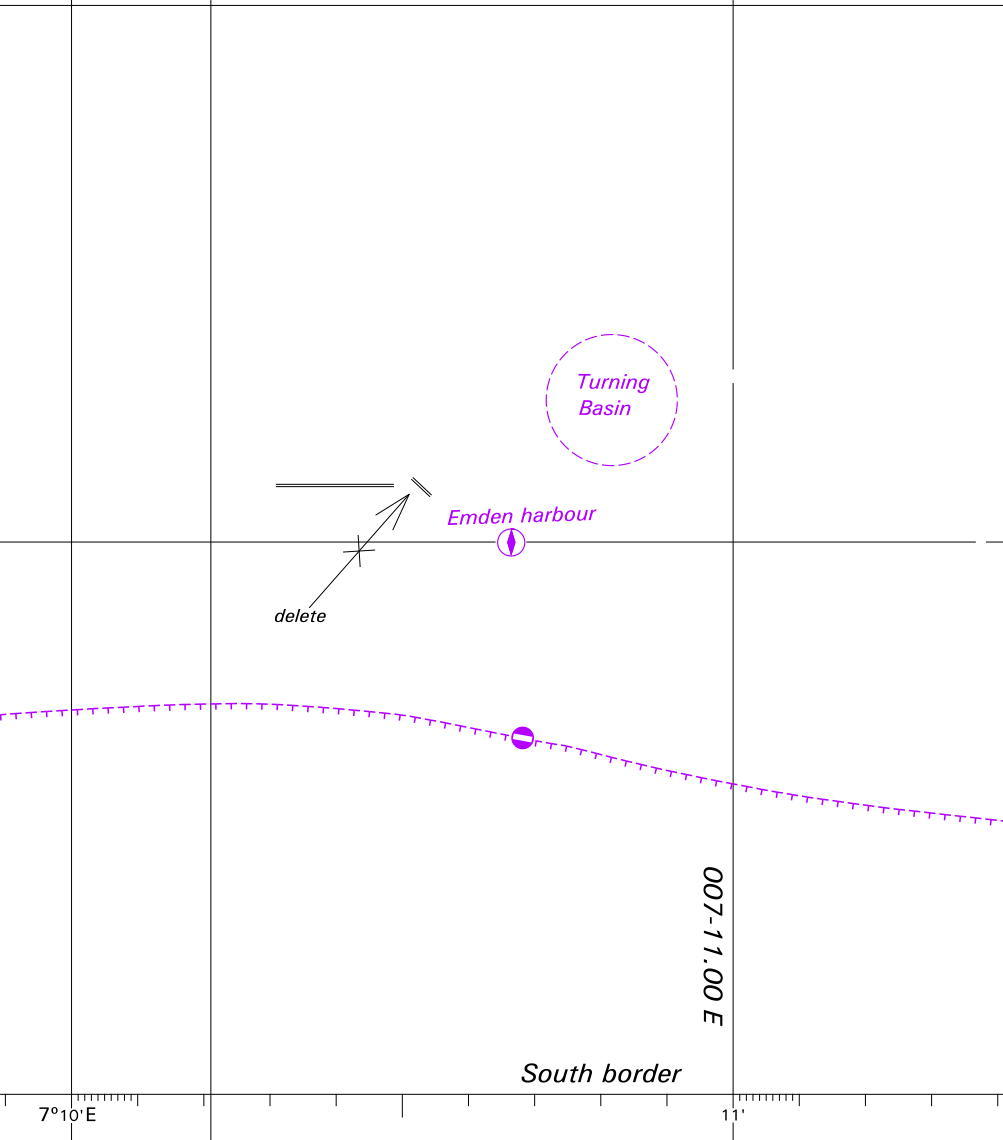 Turning
Basin
Emden harbour
delete
007-11.00 E
South border
7°10'E
11'